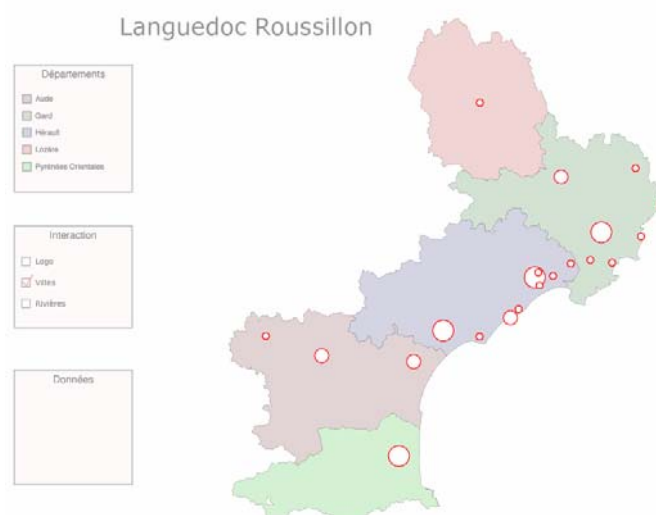 Languedoc Roussillon
Départements
Aude
Gard
Hérault
Lozère
Pyrénées Orientales
Interaction
Logo
Villes
Rivières
Données